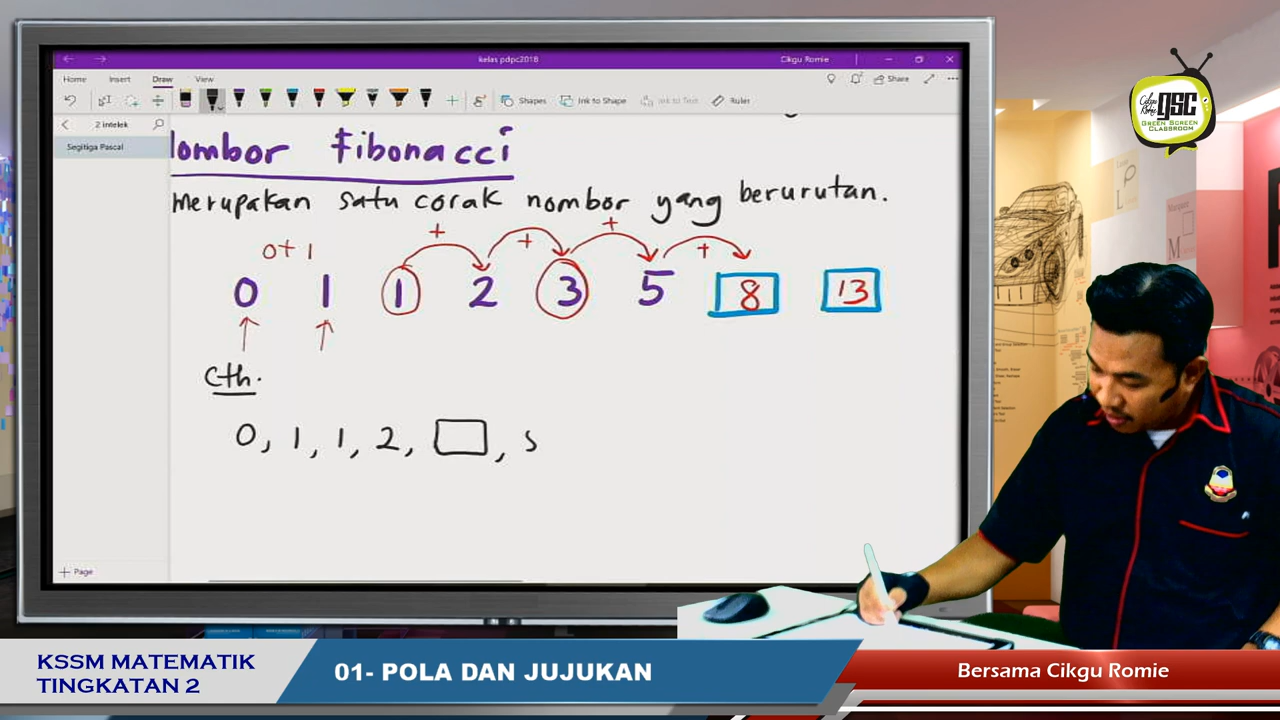 kelas pdpc2018
Cikgu Romie
Home Insert Draw View
Share
Shapes Ink to Shape Ink to Text Ruler
2 intelek
Segitiga Pascal
ombor Fibonacci
merupakan satu corak nombor yang berurutan.
+ + + +
0+1
0 1 1 2 3 5 8 13
Cth.
0, 1, 1, 2, , 5
+ Page
Cikgu Romie GSC
GREEN SCREEN
CLASSROOM
KSSM MATEMATIK
TINGKATAN 2
01- POLA DAN JUJUKAN
Bersama Cikgu Romie